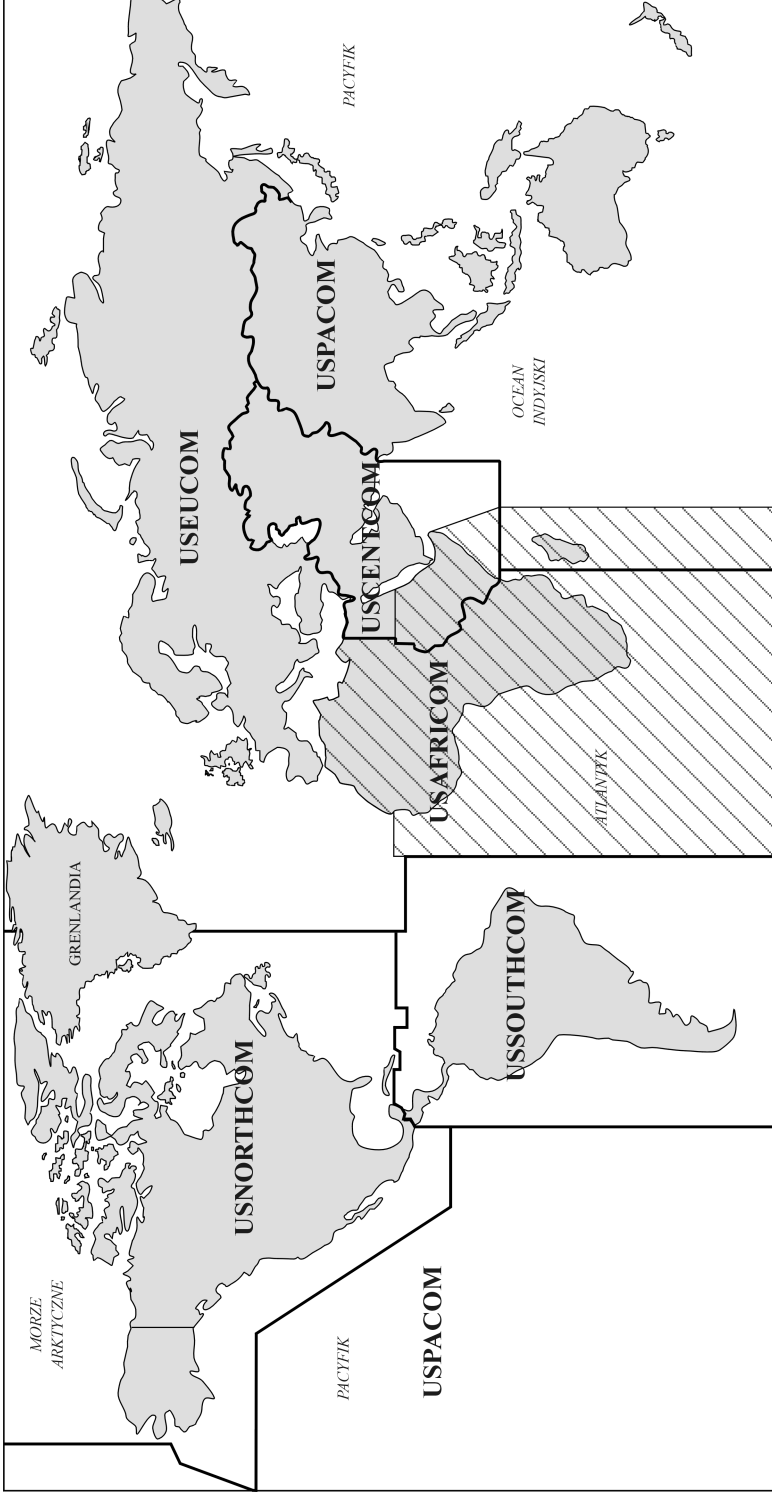 MORZE
ARKTYCZNE
GRENLANDIA
USNORTHCOM
USEUCOM
PACYFIK
USPACOM
USSOUTHCOM
USAFRICOM
ATLANTYK
USCENTCOM
USPACOM
PACYFIK
OCEAN
INDYJSKI